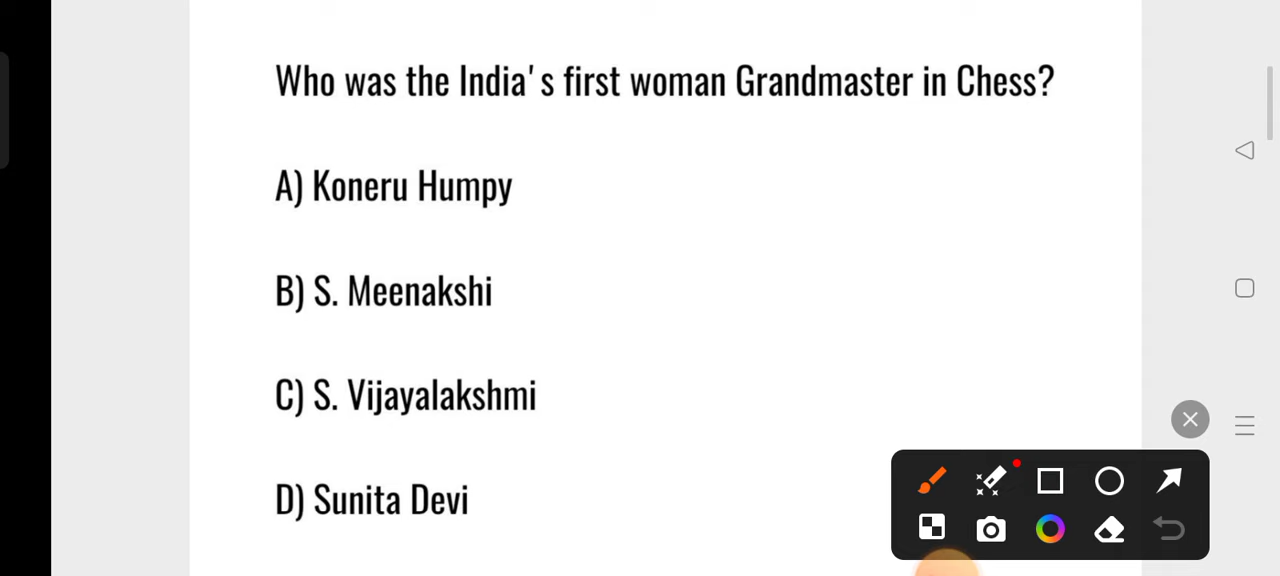 Who was the India's first woman Grandmaster in Chess?
A) Koneru Humpy
B) S. Meenakshi
C) S. Vijayalakshmi
D) Sunita Devi